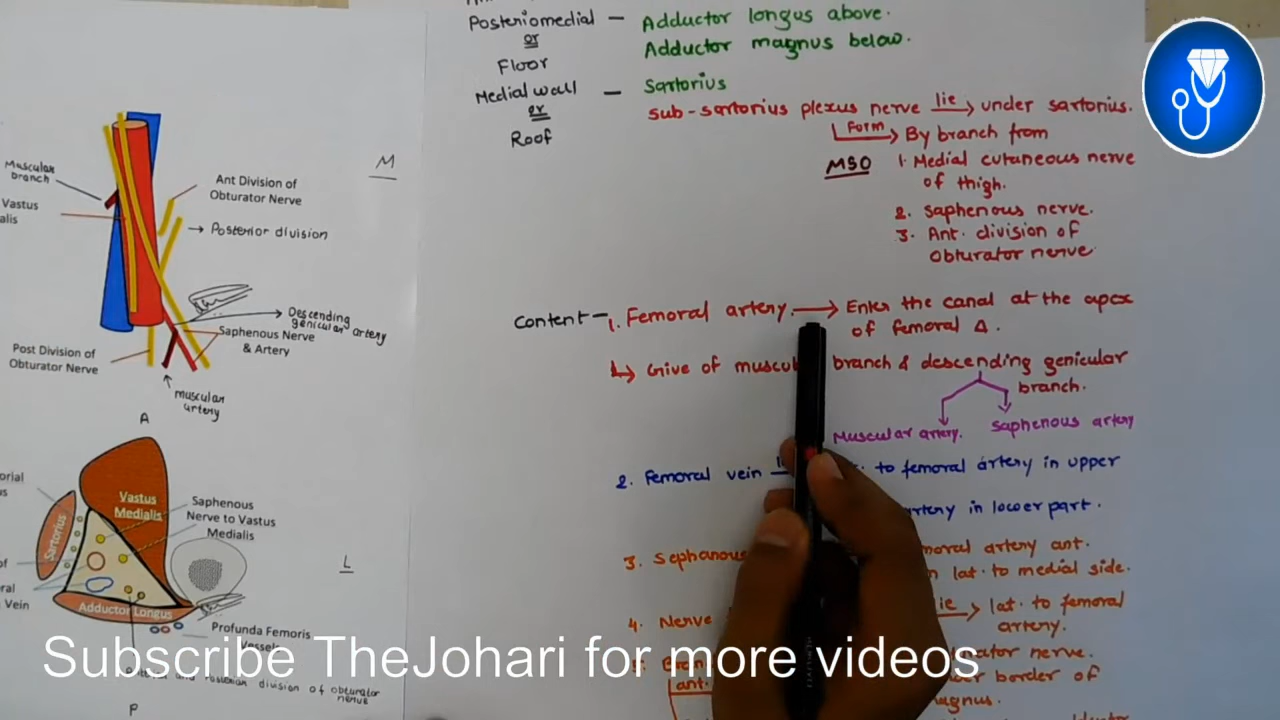 Posteriomedial — Adductor longus above.
or Adductor magnus below.
Floor
Medial wall — Sartorius
or sub-sartorius plexus nerve lie → under sartorius.
Roof Form → By branch from
MSO 1. Medial cutaneous nerve
of thigh.
2. Saphenous nerve.
3. Ant. division of
obturator nerve
Content — 1. Femoral artery. → Enter the canal at the apex
of femoral Δ.
↳ Give of branch & descending genicular
branch.
Muscular artery. Saphenous artery
2. Femoral vein to femoral artery in upper
artery in lower part.
3. Sephanous artery ant.
lat. to medial side.
4. Nerve lie → lat. to femoral
artery.
nerve.
border of
ant.
Muscular
branch
Vastus
M
Ant Division of
Obturator Nerve
→ Posterior division
Descending
genicular artery
Saphenous Nerve
& Artery
Post Division of
Obturator Nerve
muscular
artery
A
Vastus
Medialis
Saphenous
Nerve to Vastus
Medialis
Sartorius
L
Vein
Adductor Longus
Profunda Femoris
Subscribe TheJohari for more videos
division of obturator
nerve
P